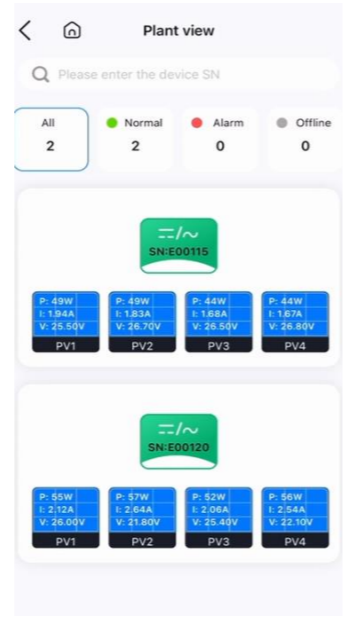 Plant view
Please enter the device SN
All Normal Alarm Offline
2 2 0 0
SN:E00115
P: 49W P: 49W P: 44W P: 44W
I: 1.94A I: 1.83A I: 1.68A I: 1.67A
V: 25.50V V: 26.70V V: 26.50V V: 26.80V
PV1 PV2 PV3 PV4
SN:E00120
P: 55W P: 57W P: 52W P: 56W
I: 2.12A I: 2.64A I: 2.06A I: 2.54A
V: 26.00V V: 21.80V V: 25.40V V: 22.10V
PV1 PV2 PV3 PV4